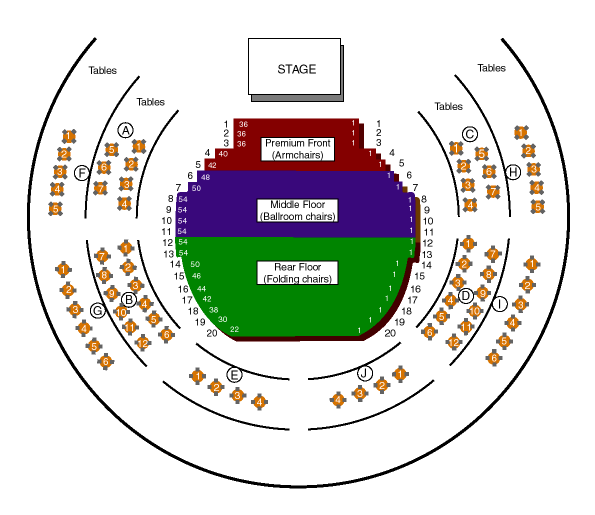 STAGE
Tables
Tables
Tables
Tables
1 36 1 1
2 36 1 2
3 36 1 3
4 40 1 4
5 42 1 5
6 48 1 6
7 50 1 7
8 54 1 8
9 54 1 9
10 54 1 10
11 54 1 11
12 54 1 12
13 54 1 13
14 50 1 14
15 46 1 15
16 44 1 16
17 42 1 17
18 38 1 18
19 30 1 19
20 22 1 20
Premium Front
(Armchairs)
Middle Floor
(Ballroom chairs)
Rear Floor
(Folding chairs)
A
1 5 2 6 3 7 4
F
1 2 3 4 5
C
1 5 2 6 3 7 4
H
1 2 3 4 5
G
1 2 3 4 5 6
B
1 7 2 8 3 9 4 10 5 11 6 12
D
1 7 2 8 3 9 4 10 5 11 6 12
I
1 2 3 4 5 6
E
1 2 3 4
J
4 3 2 1